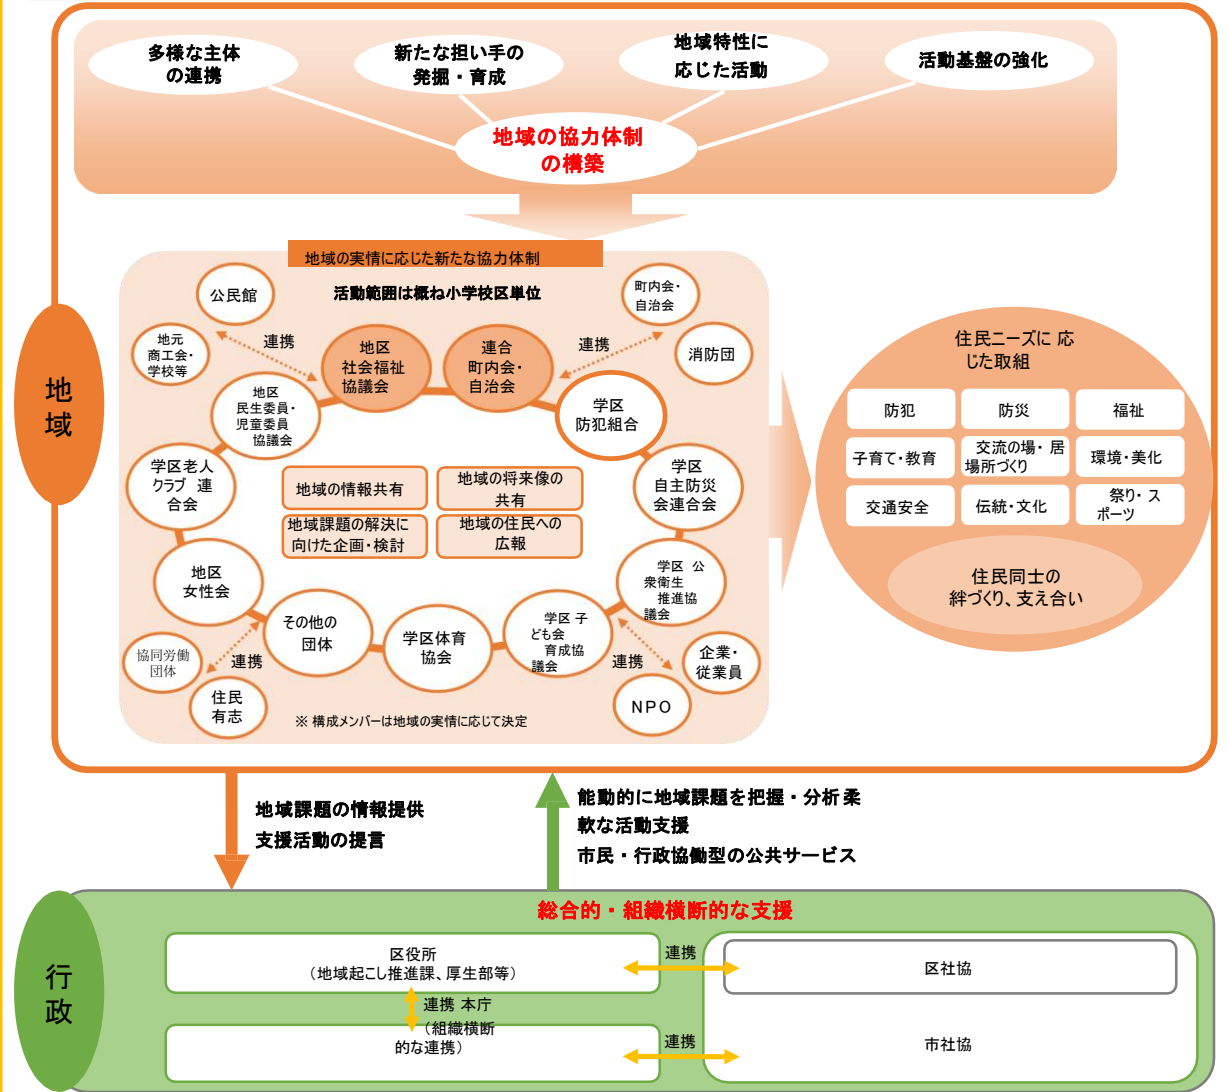 多様な主体
の連携
新たな担い手の
発掘・育成
地域特性に
応じた活動
活動基盤の強化
地域の協力体制
の構築
地域の実情に応じた新たな協力体制
活動範囲は概ね小学校区単位
公民館
地元
商工会・
学校等
連携
地区
社会福祉
協議会
連合
町内会・
自治会
連携
町内会・
自治会
消防団
地区
民生委員・
児童委員
協議会
学区
防犯組合
学区老人
クラブ 連
合会
学区
自主防災
会連合会
地域の情報共有
地域の将来像の
共有
地域課題の解決に
向けた企画・検討
地域の住民への
広報
地区
女性会
学区 公
衆衛生
推進協
議会
その他の
団体
学区体育
協会
学区 子
ども会
育成協
議会
協同労働
団体
連携
住民
有志
連携
企業・
従業員
NPO
※ 構成メンバーは地域の実情に応じて決定
地
域
住民ニーズに 応
じた取組
防犯
防災
福祉
子育て・教育
交流の場・ 居
場所づくり
環境・美化
交通安全
伝統・文化
祭り・ ス
ポーツ
住民同士の
絆づくり、支え合い
地域課題の情報提供
支援活動の提言
能動的に地域課題を把握・分析 柔
軟な活動支援
市民・行政協働型の公共サービス
行
政
総合的・組織横断的な支援
区役所
（地域起こし推進課、厚生部等）
連携
区社協
連携 本庁
（組織横断
的な連携）
連携
市社協